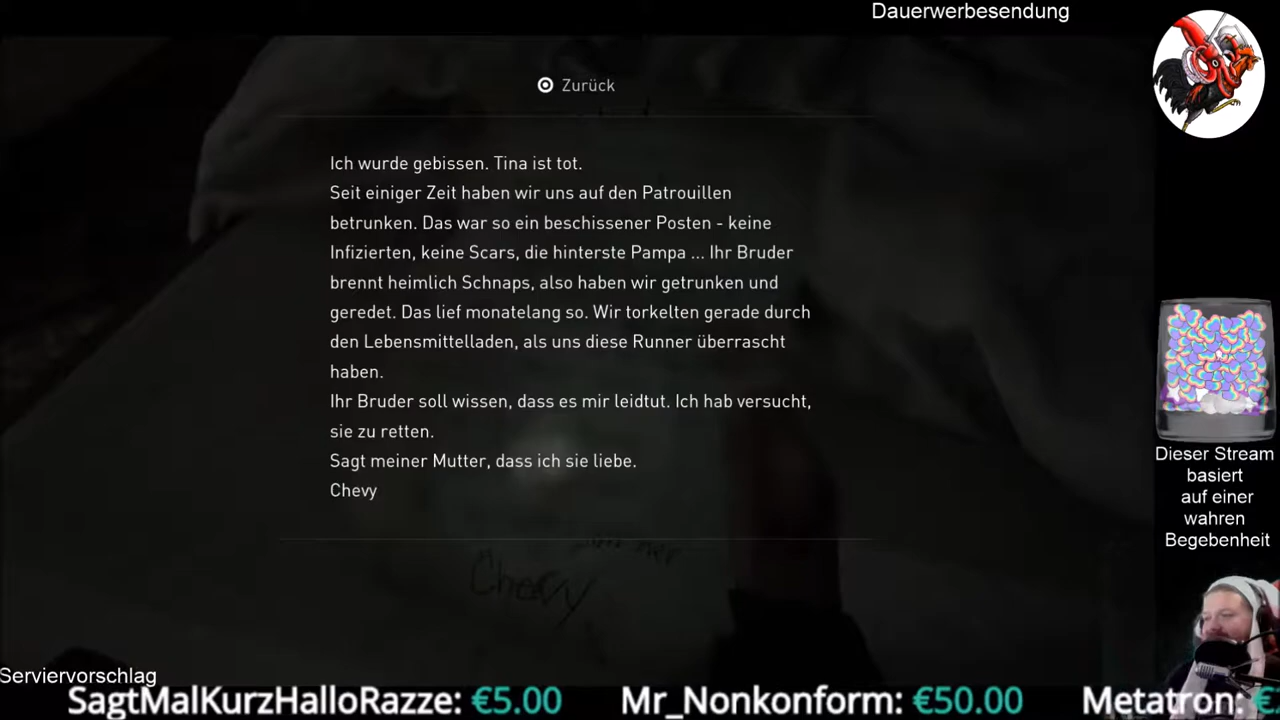 Dauerwerbesendung
Zurück
Ich wurde gebissen. Tina ist tot.
Seit einiger Zeit haben wir uns auf den Patrouillen
betrunken. Das war so ein beschissener Posten - keine
Infizierten, keine Scars, die hinterste Pampa ... Ihr Bruder
brennt heimlich Schnaps, also haben wir getrunken und
geredet. Das lief monatelang so. Wir torkelten gerade durch
den Lebensmittelladen, als uns diese Runner überrascht
haben.
Ihr Bruder soll wissen, dass es mir leidtut. Ich hab versucht,
sie zu retten.
Sagt meiner Mutter, dass ich sie liebe.
Chevy
Chevy
Dieser Stream
basiert
auf einer
wahren
Begebenheit
Serviervorschlag
SagtMalKurzHalloRazze: €5.00 Mr_Nonkonform: €50.00 Metatron: €